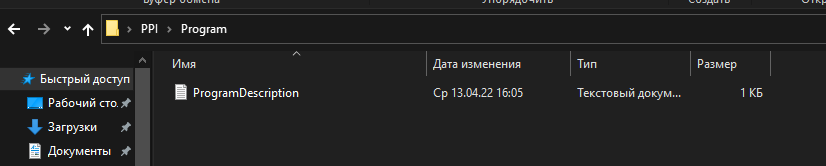 Буфер обмена Упорядочить Создать Откр
PPI Program
Имя Дата изменения Тип Размер
Быстрый доступ
ProgramDescription Ср 13.04.22 16:05 Текстовый докум... 1 КБ
Рабочий сто.
Загрузки
Документы